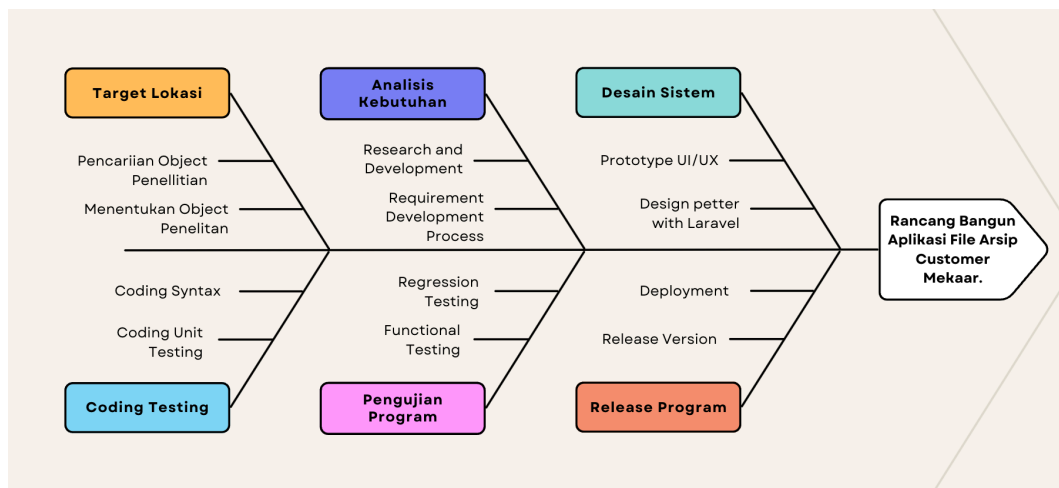 Target Lokasi
Analisis
Kebutuhan
Desain Sistem
Pencariian Object
Penellitian
Menentukan Object
Penelitan
Research and
Development
Requirement
Development
Process
Prototype UI/UX
Design petter
with Laravel
Rancang Bangun
Aplikasi File Arsip
Customer
Mekaar.
Coding Syntax
Coding Unit
Testing
Regression
Testing
Functional
Testing
Deployment
Release Version
Coding Testing
Pengujian
Program
Release Program